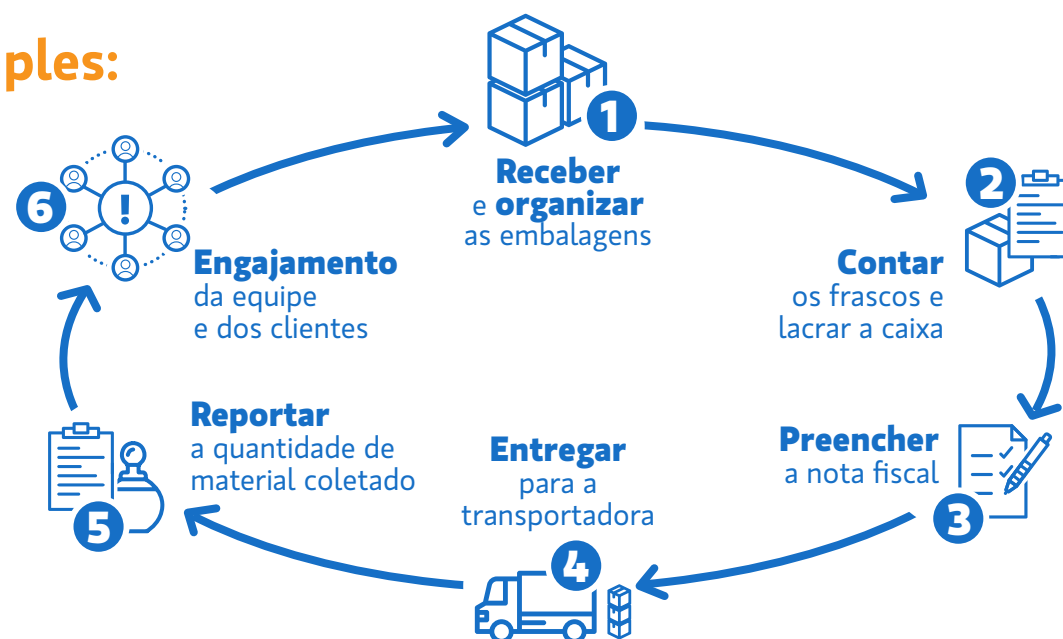 ples:
1
Receber
e organizar
as embalagens
2
Contar
os frascos e
lacrar a caixa
3
Preencher
a nota fiscal
4
Entregar
para a
transportadora
5
Reportar
a quantidade de
material coletado
6
!
Engajamento
da equipe
e dos clientes